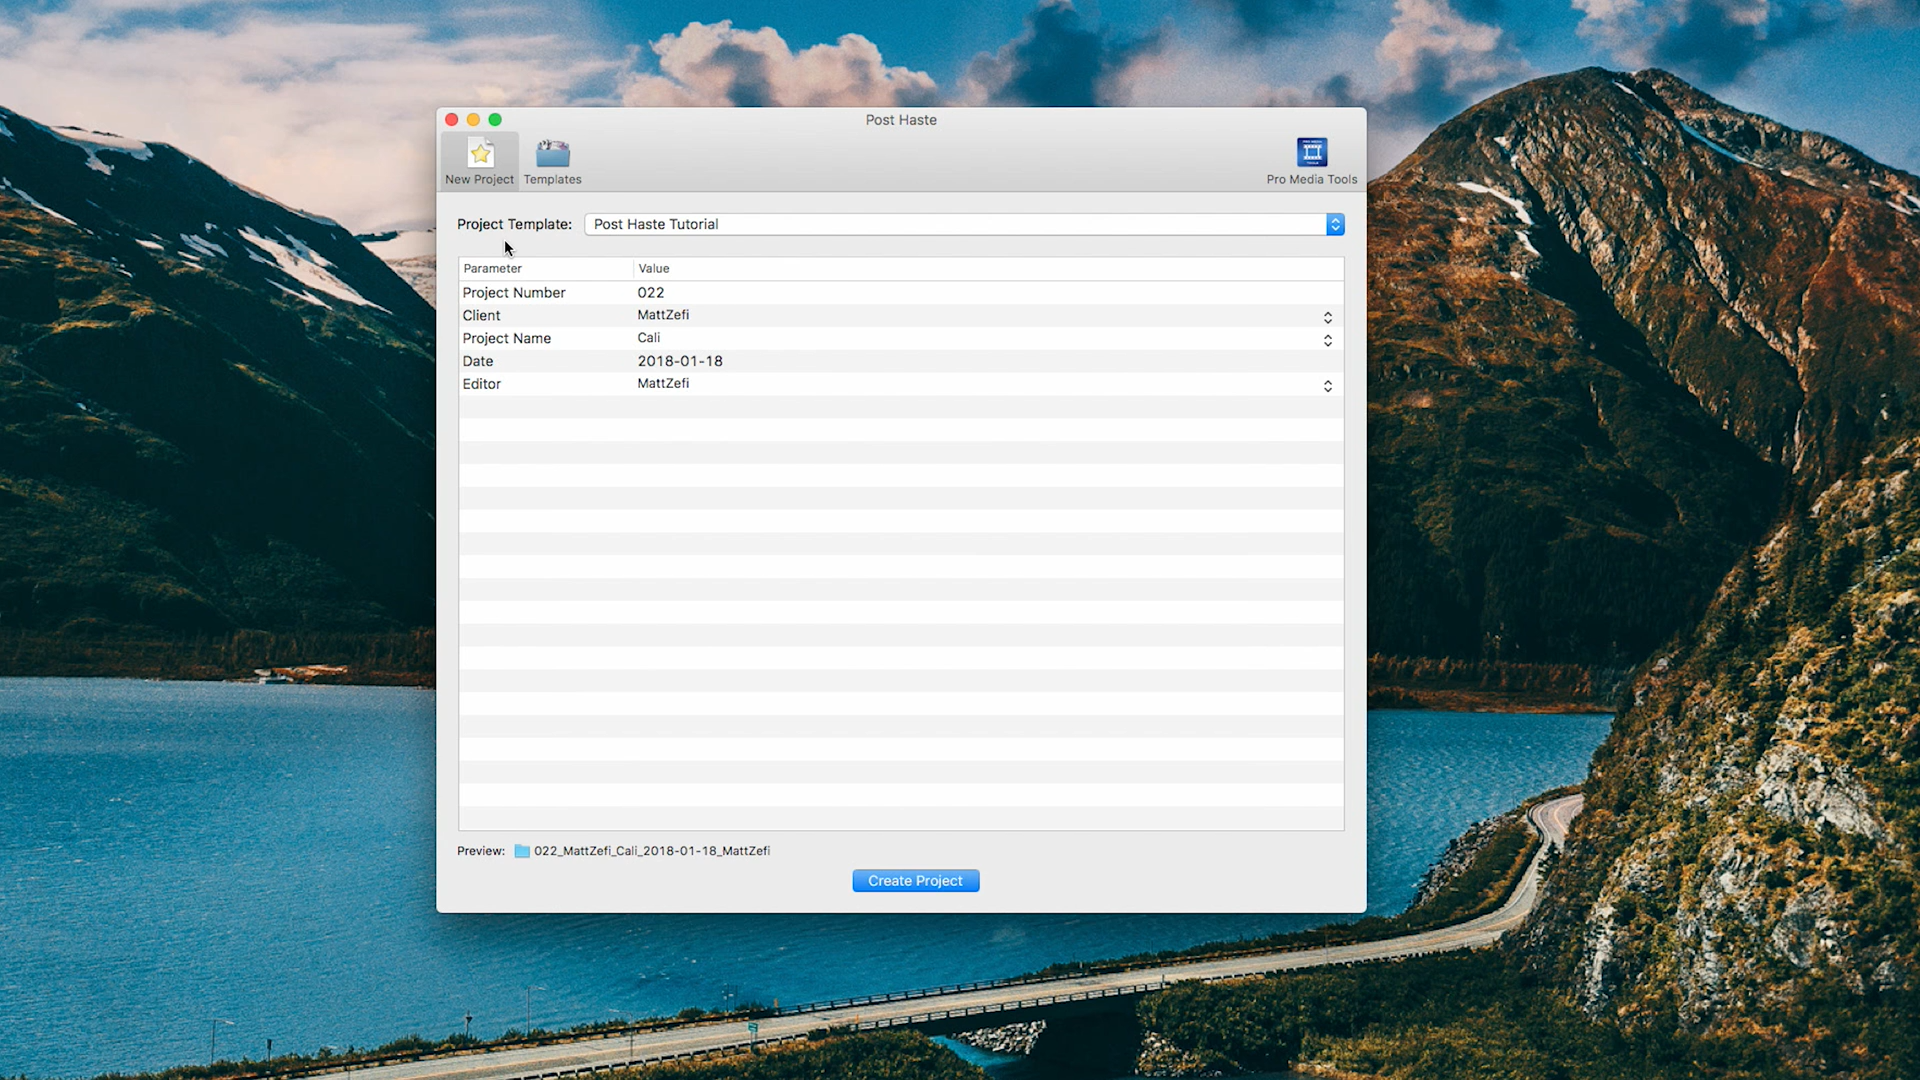 Post Haste
New Project Templates Pro Media Tools
Project Template: Post Haste Tutorial
Parameter Value
Project Number 022
Client MattZefi
Project Name Cali
Date 2018-01-18
Editor MattZefi
Preview: 022_MattZefi_Cali_2018-01-18_MattZefi
Create Project